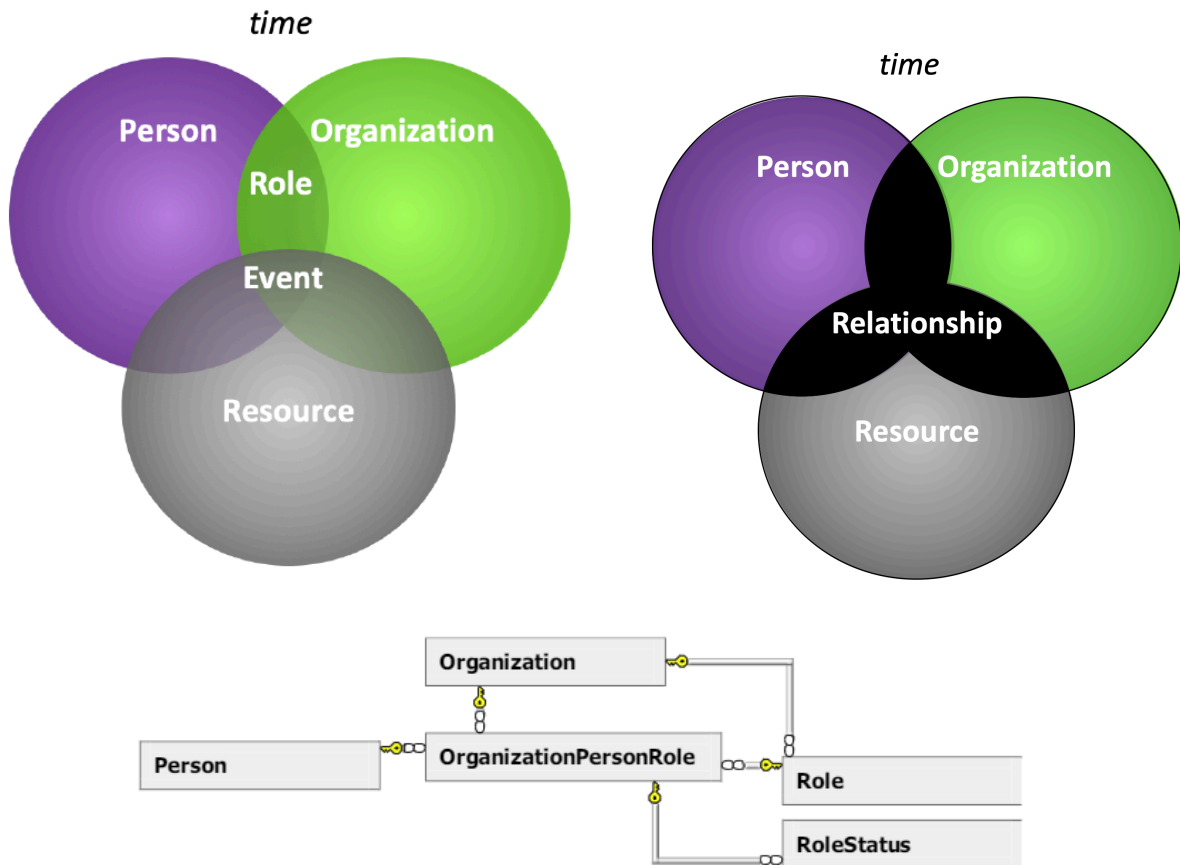 time
Person
Organization
Role
Event
Resource
time
Person
Organization
Relationship
Resource
Organization
Person
OrganizationPersonRole
Role
RoleStatus